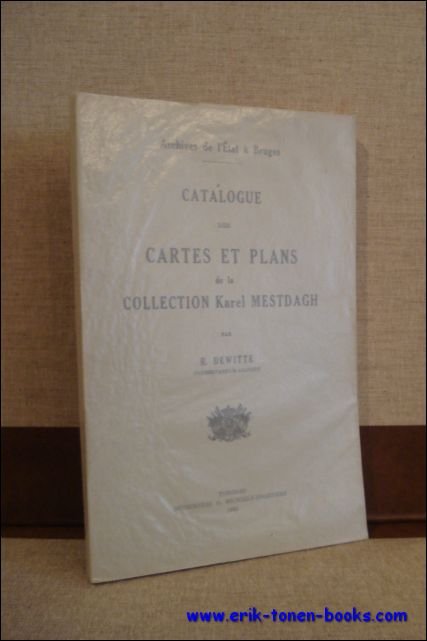 Archives de l'État à Bruges
CATALOGUE
DES
CARTES ET PLANS
de la
COLLECTION Karel MESTDAGH
PAR
E. DEWITTE
www.erik-tonen-books.com